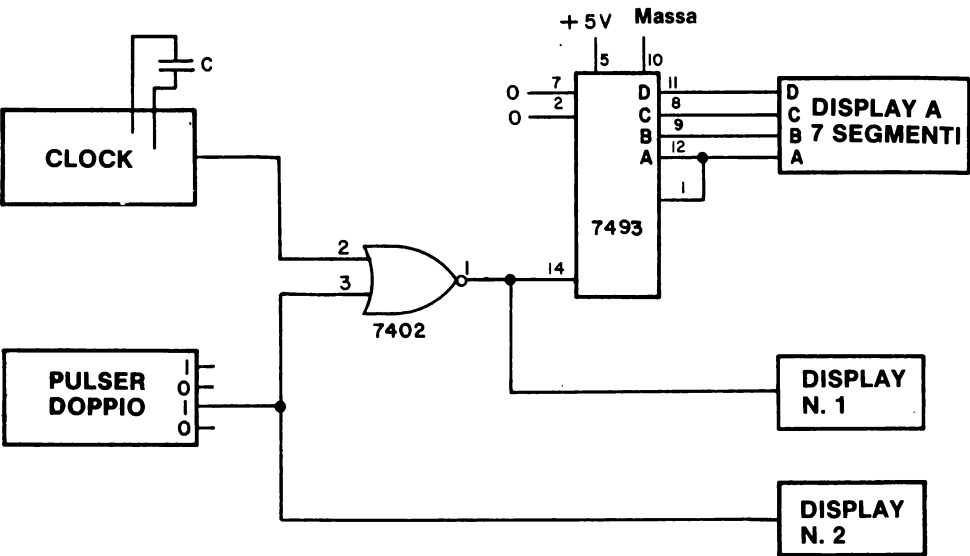 + 5V Massa
5 10
C
CLOCK
0 7
0 2
D 11
C 8
B 9
A 12
1
7493
14
D
C
B
A
DISPLAY A
7 SEGMENTI
2
3
1
7402
PULSER
DOPPIO
1
0
1
0
DISPLAY
N. 1
DISPLAY
N. 2